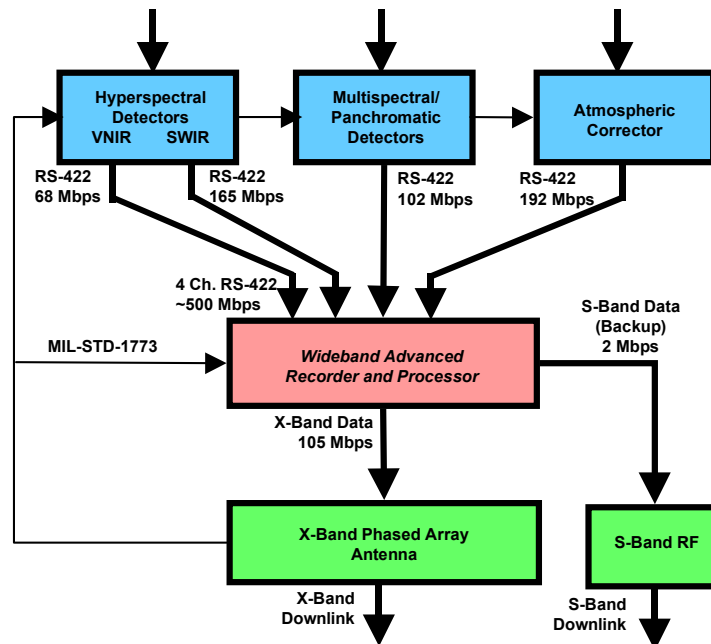 Hyperspectral
Detectors
VNIR SWIR
Multispectral/
Panchromatic
Detectors
Atmospheric
Corrector
RS-422
68 Mbps
RS-422
165 Mbps
RS-422
102 Mbps
RS-422
192 Mbps
4 Ch. RS-422
~500 Mbps
S-Band Data
(Backup)
2 Mbps
MIL-STD-1773
Wideband Advanced
Recorder and Processor
X-Band Data
105 Mbps
X-Band Phased Array
Antenna
S-Band RF
X-Band
Downlink
S-Band
Downlink